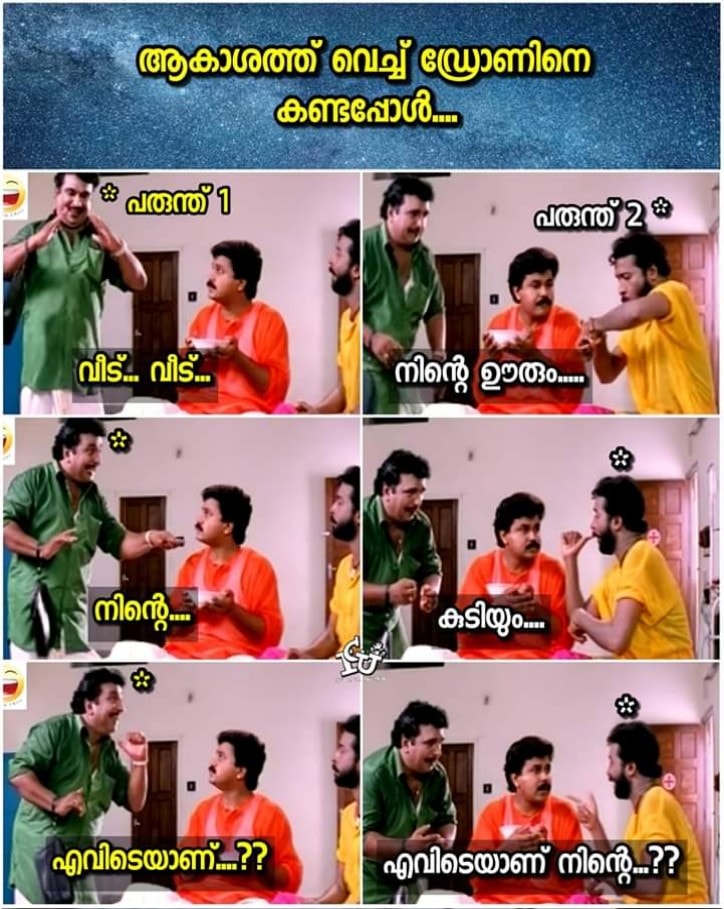 ആകാശത്ത് വെച്ച് ഡ്രോണിനെ
കണ്ടപ്പോൾ....
* പരുന്ത് 1
വീട്... വീട്...
പരുന്ത് 2 *
നിന്റെ ഊരും.....
നിന്റെ....
കുടിയും....
എവിടെയാണ്....??
എവിടെയാണ് നിന്റെ...??